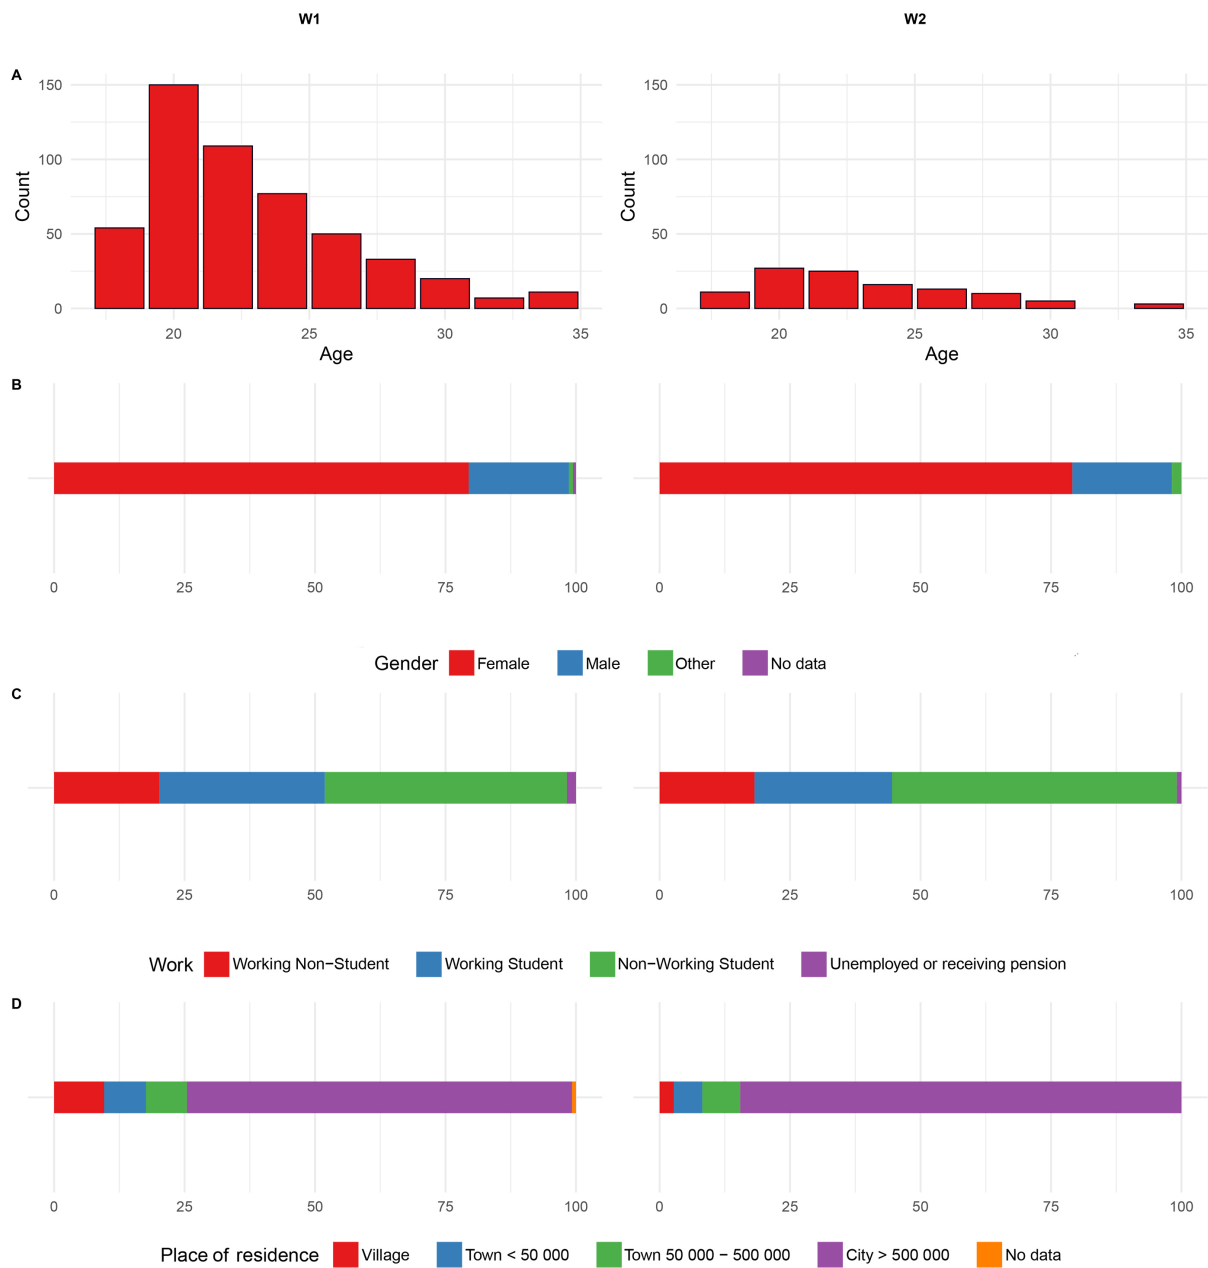 W1 W2
A
150 150
100 100
50 50
0 0
Count Count
20 25 30 35 20 25 30 35
Age Age
B
0 25 50 75 100 0 25 50 75 100
Gender Female Male Other No data
C
0 25 50 75 100 0 25 50 75 100
Work Working Non−Student Working Student Non−Working Student Unemployed or receiving pension
D
0 25 50 75 100 0 25 50 75 100
Place of residence Village Town < 50 000 Town 50 000 − 500 000 City > 500 000 No data